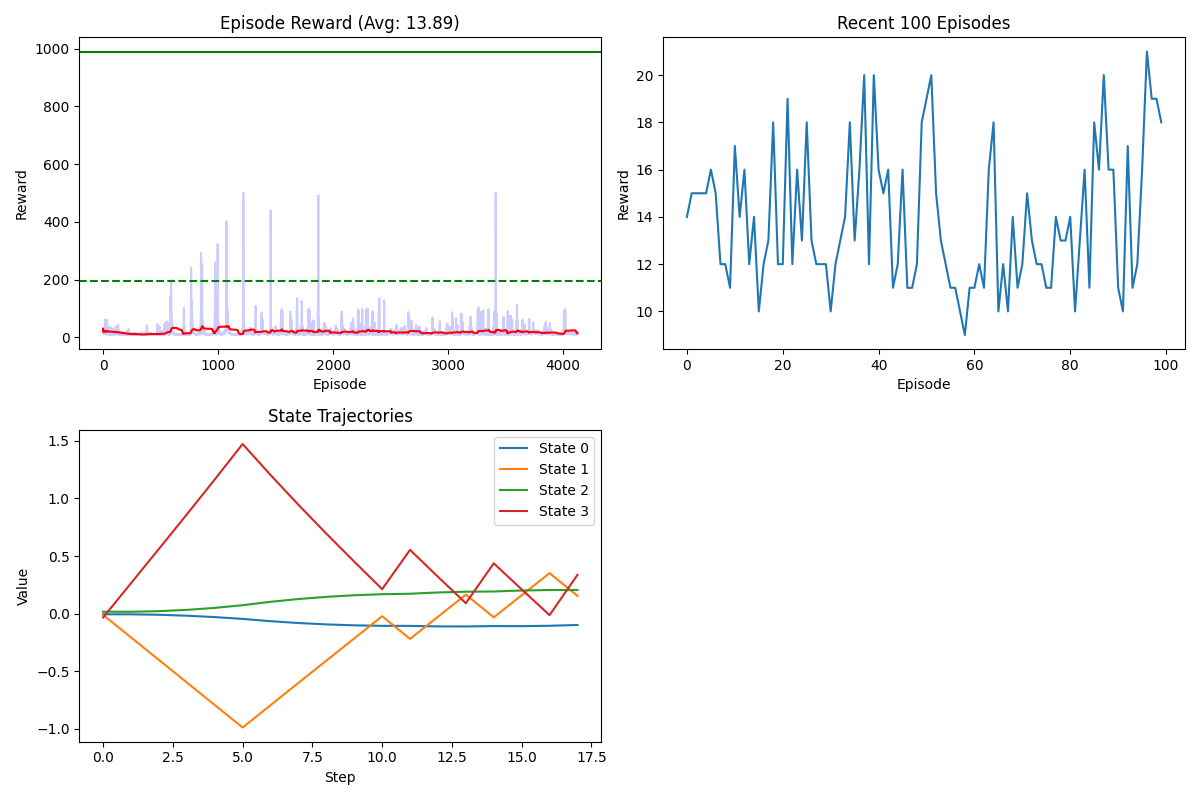 Episode Reward (Avg: 13.89)
1000
800
600
400
200
0
Reward
0
1000
2000
3000
4000
Episode
Recent 100 Episodes
20
18
16
14
12
10
Reward
0
20
40
60
80
100
Episode
State Trajectories
1.5
1.0
0.5
0.0
−0.5
−1.0
Value
State 0
State 1
State 2
State 3
0.0
2.5
5.0
7.5
10.0
12.5
15.0
17.5
Step